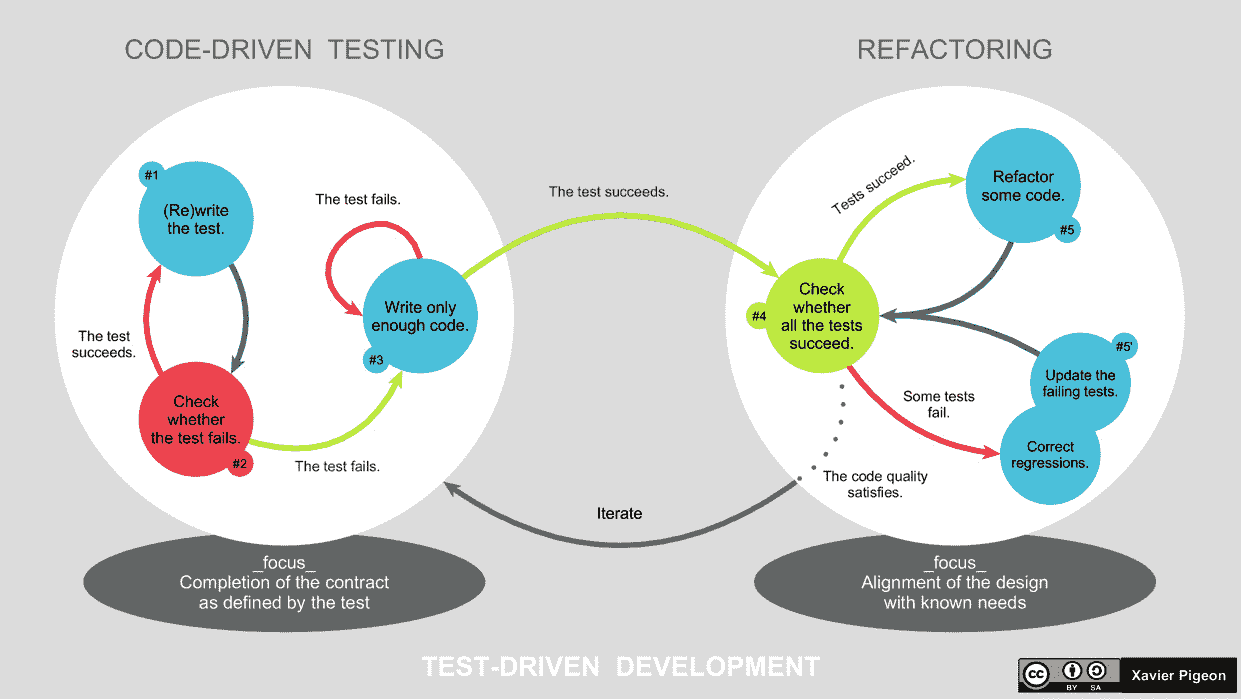 CODE-DRIVEN TESTING
#1
(Re)write
the test.
The test fails.
The test
succeeds.
Write only
enough code.
#3
Check
whether
the test fails.
#2
The test fails.
_focus_
Completion of the contract
as defined by the test
The test succeeds.
Iterate
REFACTORING
Tests succeed.
Refactor
some code.
#5
#4
Check
whether
all the tests
succeed.
#5'
Update the
failing tests.
Some tests
fail.
Correct
regressions.
The code quality
satisfies.
_focus_
Alignment of the design
with known needs
TEST-DRIVEN DEVELOPMENT
cc
BY SA
Xavier Pigeon